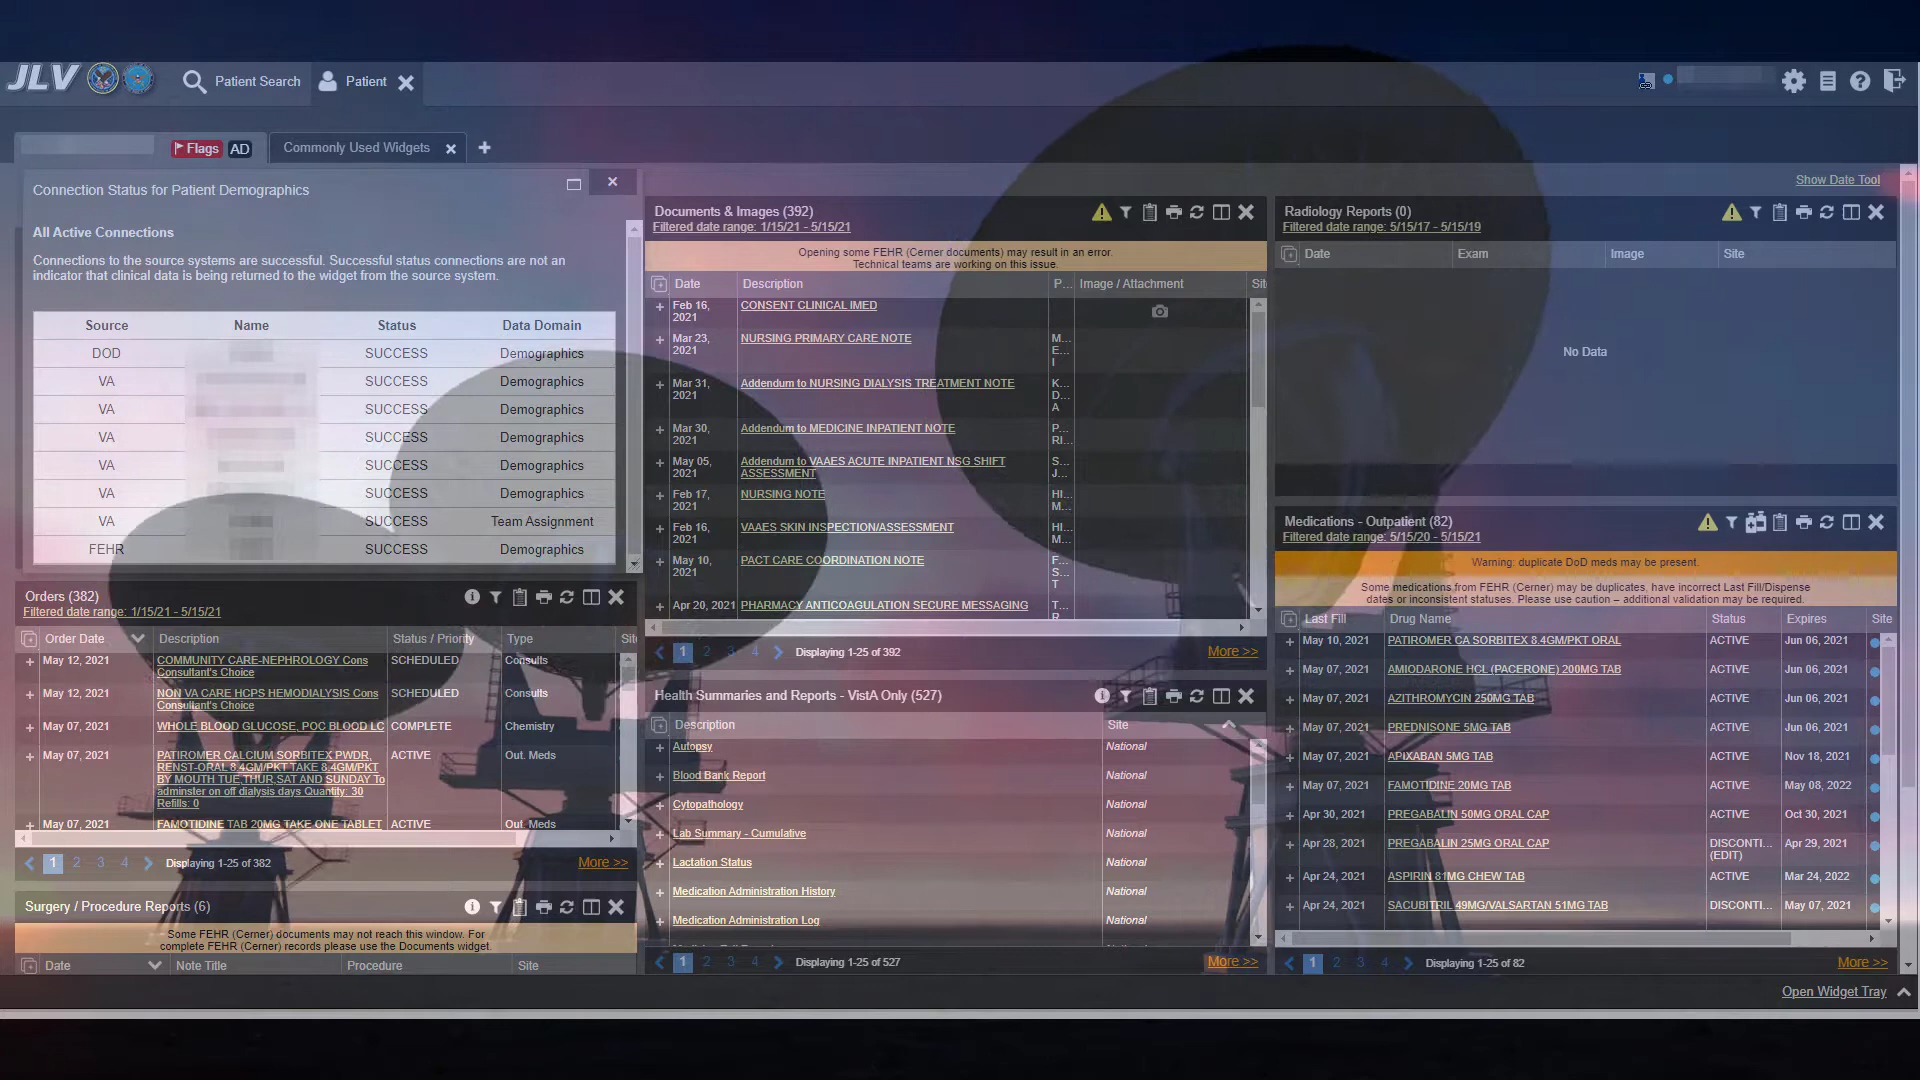 JLV
Patient Search
Patient
Flags AD
Commonly Used Widgets
Show Date Tool
Connection Status for Patient Demographics
All Active Connections
Connections to the source systems are successful. Successful status connections are not an
indicator that clinical data is being returned to the widget from the source system.
Source Name Status Data Domain
DOD SUCCESS Demographics
VA SUCCESS Demographics
VA SUCCESS Demographics
VA SUCCESS Demographics
VA SUCCESS Demographics
VA SUCCESS Demographics
VA SUCCESS Team Assignment
FEHR SUCCESS Demographics
Orders (382)
Filtered date range: 1/15/21 - 5/15/21
Order Date Description Status / Priority Type Sit
May 12, 2021 COMMUNITY CARE-NEPHROLOGY Cons SCHEDULED Consults
Consultant's Choice
May 12, 2021 NON VA CARE HCPS HEMODIALYSIS Cons SCHEDULED Consults
Consultant's Choice
May 07, 2021 WHOLE BLOOD GLUCOSE, POC BLOOD LC COMPLETE Chemistry
May 07, 2021 PATIROMER CALCIUM SORBITEX PWDR, ACTIVE Out. Meds
RENST-ORAL 8.4GM/PKT TAKE 8.4GM/PKT
BY MOUTH TUE,THUR,SAT AND SUNDAY To
adminster on off dialysis days Quantity: 30
Refills: 0
May 07, 2021 FAMOTIDINE TAB 20MG TAKE ONE TABLET ACTIVE Out. Meds
1 2 3 4 Displaying 1-25 of 382 More >>
Surgery / Procedure Reports (6)
Some FEHR (Cerner) documents may not reach this window. For
complete FEHR (Cerner) records please use the Documents widget.
Date Note Title Procedure Site
Documents & Images (392)
Filtered date range: 1/15/21 - 5/15/21
Opening some FEHR (Cerner documents) may result in an error.
Technical teams are working on this issue.
Date Description P... Image / Attachment Sit
Feb 16, CONSENT CLINICAL IMED
2021
Mar 23, NURSING PRIMARY CARE NOTE M...
2021 E...
I
Mar 31, Addendum to NURSING DIALYSIS TREATMENT NOTE K...
2021 D...
A
Mar 30, Addendum to MEDICINE INPATIENT NOTE P...
2021 RI...
May 05, Addendum to VAAES ACUTE INPATIENT NSG SHIFT S...
2021 ASSESSMENT J...
Feb 17, NURSING NOTE HI...
2021 M...
Feb 16, VAAES SKIN INSPECTION/ASSESSMENT HI...
2021 M...
May 10, PACT CARE COORDINATION NOTE F...
2021 S...
T
Apr 20, 2021 PHARMACY ANTICOAGULATION SECURE MESSAGING T...
R
1 2 3 4 Displaying 1-25 of 392 More >>
Health Summaries and Reports - VistA Only (527)
Description Site
Autopsy National
Blood Bank Report National
Cytopathology National
Lab Summary - Cumulative National
Lactation Status National
Medication Administration History National
Medication Administration Log National
1 2 3 4 Displaying 1-25 of 527 More >>
Radiology Reports (0)
Filtered date range: 5/15/17 - 5/15/19
Date Exam Image Site
No Data
Medications - Outpatient (82)
Filtered date range: 5/15/20 - 5/15/21
Warning: duplicate DoD meds may be present.
Some medications from FEHR (Cerner) may be duplicates, have incorrect Last Fill/Dispense
dates or inconsistent statuses. Please use caution – additional validation may be required.
Last Fill Drug Name Status Expires Site
May 10, 2021 PATIROMER CA SORBITEX 8.4GM/PKT ORAL ACTIVE Jun 06, 2021
May 07, 2021 AMIODARONE HCL (PACERONE) 200MG TAB ACTIVE Jun 06, 2021
May 07, 2021 AZITHROMYCIN 250MG TAB ACTIVE Jun 06, 2021
May 07, 2021 PREDNISONE 5MG TAB ACTIVE Jun 06, 2021
May 07, 2021 APIXABAN 5MG TAB ACTIVE Nov 18, 2021
May 07, 2021 FAMOTIDINE 20MG TAB ACTIVE May 08, 2022
Apr 30, 2021 PREGABALIN 50MG ORAL CAP ACTIVE Oct 30, 2021
Apr 28, 2021 PREGABALIN 25MG ORAL CAP DISCONTI... Apr 29, 2021
(EDIT)
Apr 24, 2021 ASPIRIN 81MG CHEW TAB ACTIVE Mar 24, 2022
Apr 24, 2021 SACUBITRIL 49MG/VALSARTAN 51MG TAB DISCONTI... May 07, 2021
1 2 3 4 Displaying 1-25 of 82 More >>
Open Widget Tray